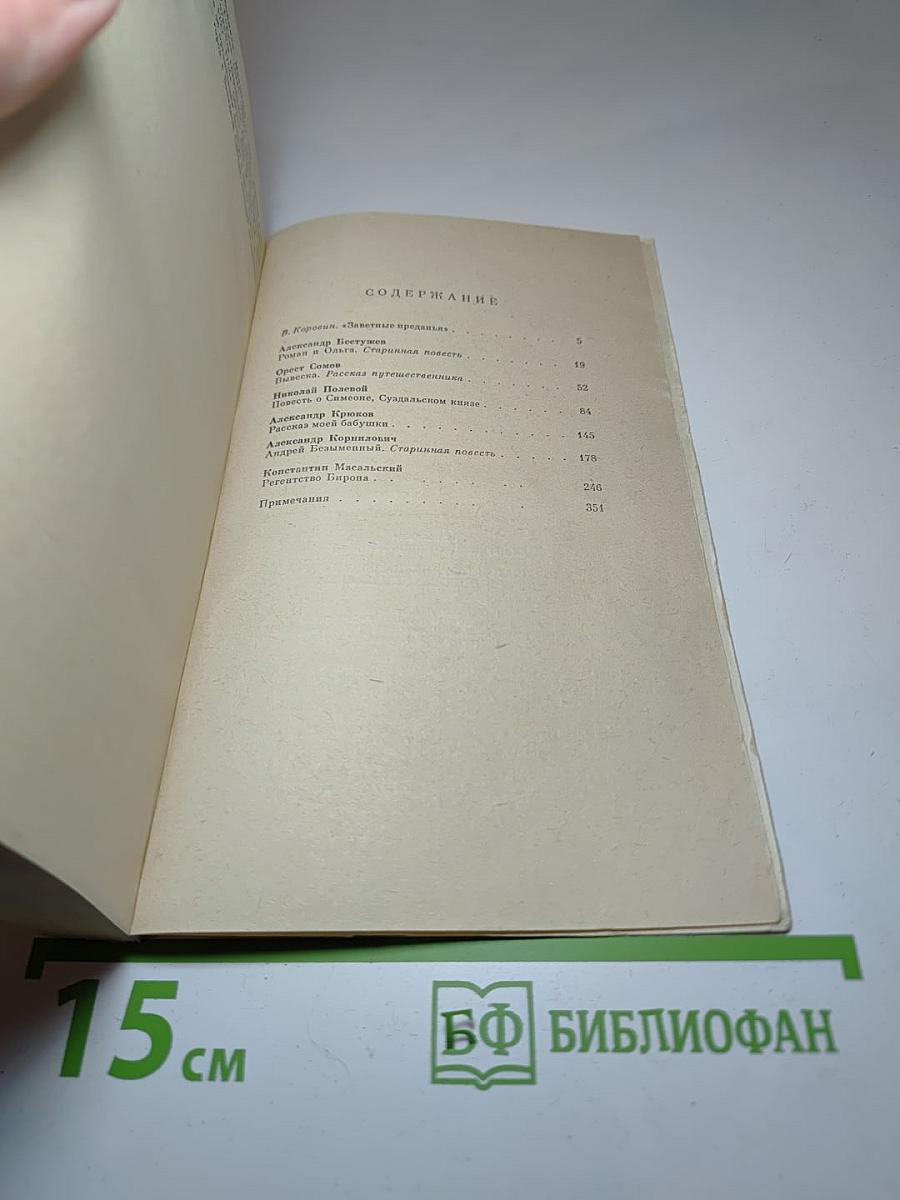 СОДЕРЖАНИЕ
В. Коровин. «Заветные преданья» . . . . . . . . 5
Александр Бестужев
Роман и Ольга. Старинная повесть . . . . . . . 19
Орест Сомов
Вывеска. Рассказ путешественника . . . . . . . 52
Николай Полевой
Повесть о Симеоне, Суздальском князе . . . . . . 84
Александр Крюков
Рассказ моей бабушки . . . . . . . . . . 145
Александр Корнилович
Андрей Безыменный. Старинная повесть . . . . . 178
Константин Масальский
Регентство Бирона . . . . . . . . . . 246
Примечания . . . . . . . . . . 351
15 см
БФ БИБЛИОФАН